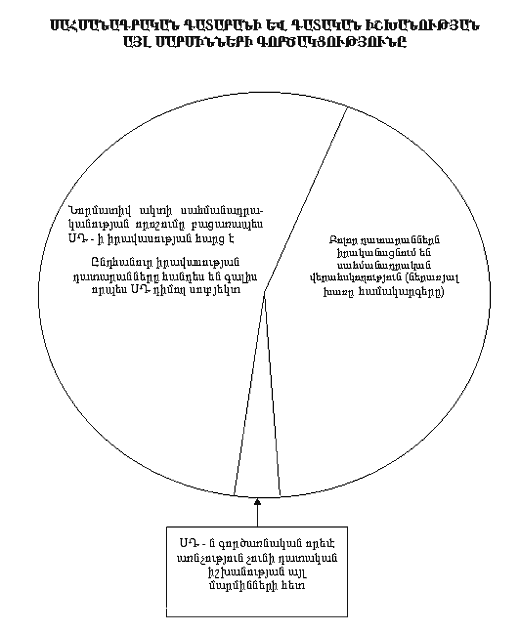 ՍԱՀՄԱՆԱԴՐԱԿԱՆ ԴԱՏԱՐԱՆԻ ԵՎ ԴԱՏԱԿԱՆ ԻՇԽԱՆՈՒԹՅԱՆ
ԱՅԼ ՄԱՐՄԻՆՆԵՐԻ ԳՈՐԾԱԿՑՈՒԹՅՈՒՆԸ
Նորմատիվ ակտի սահմանադրա-
կանության որոշումը բացառապես
ՍԴ - ի իրավասության հարց է
Ընդհանուր իրավասության
դատարանները հանդես են գալիս
որպես ՍԴ դիմող սուբյեկտ
Բոլոր դատարաններն
իրականացնում են
սահմանադրական
վերահսկողություն (ներառյալ
խառը համակարգերը)
ՍԴ - ն գործառնական որևէ
առնչություն չունի դատական
իշխանության այլ
մարմինների հետ